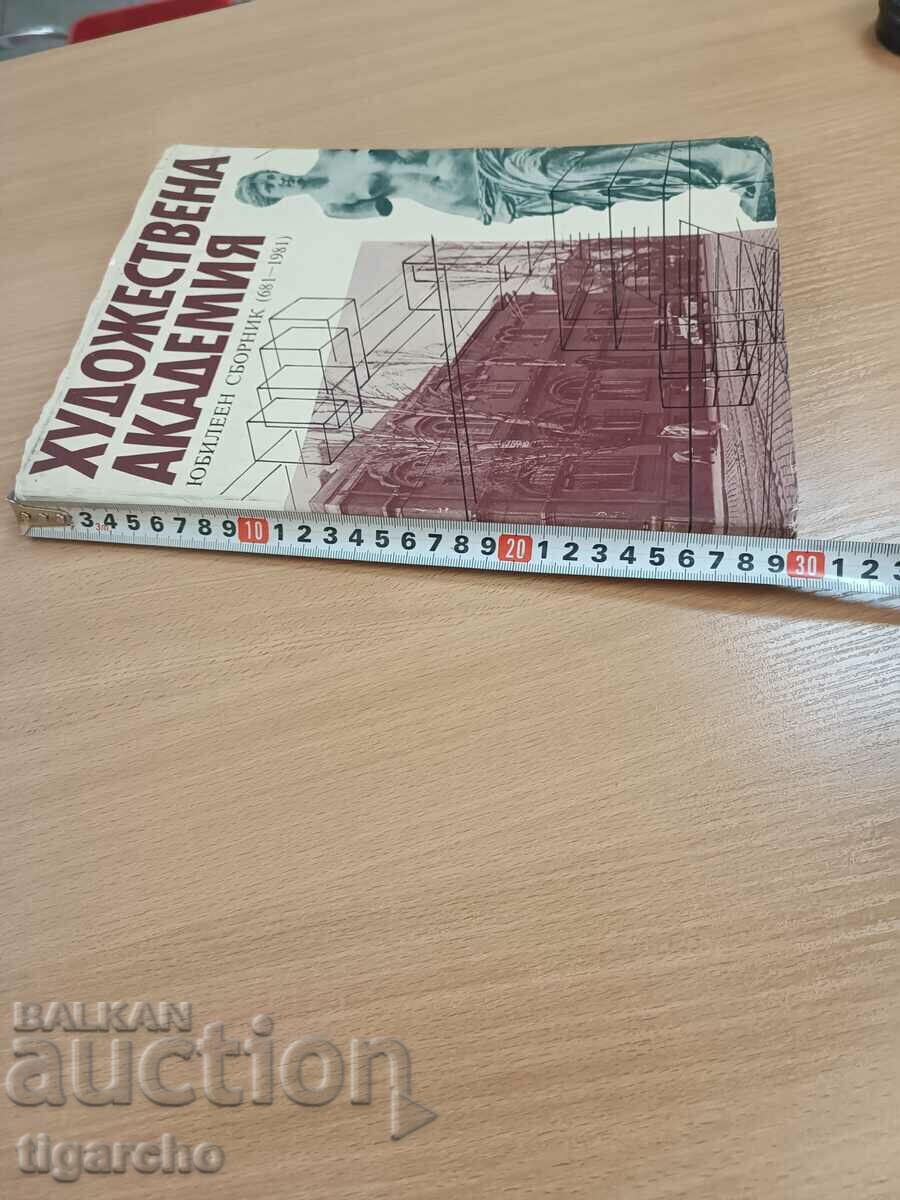 ХУДОЖЕСТВЕНА
АКАДЕМИЯ
ЮБИЛЕЕН СБОРНИК (681–1981)
3 4 5 6 7 8 9 10 1 2 3 4 5 6 7 8 9 20 1 2 3 4 5 6 7 8 9 30 1 2 3
3m
BALKAN
auction
tigarcho